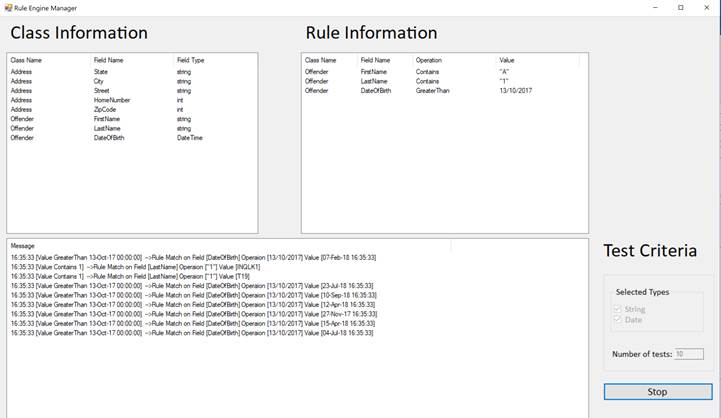 Rule Engine Manager
Class Information
Rule Information
Class Name Field Name Field Type
Address State string
Address City string
Address Street string
Address HomeNumber int
Address ZipCode int
Offender FirstName string
Offender LastName string
Offender DateOfBirth DateTime
Class Name Field Name Operation Value
Offender FirstName Contains "A"
Offender LastName Contains "1"
Offender DateOfBirth GreaterThan 13/10/2017
Message
16:35:33 [Value GreaterThan 13-Oct-17 00:00:00] -->Rule Match on Field [DateOfBirth] Operaion [13/10/2017] Value [07-Feb-18 16:35:33]
16:35:33 [Value Contains 1] -->Rule Match on Field [LastName] Operaion ["1"] Value [INQLK1]
16:35:33 [Value Contains 1] -->Rule Match on Field [LastName] Operaion ["1"] Value [T19]
16:35:33 [Value GreaterThan 13-Oct-17 00:00:00] -->Rule Match on Field [DateOfBirth] Operaion [13/10/2017] Value [23-Jul-18 16:35:33]
16:35:33 [Value GreaterThan 13-Oct-17 00:00:00] -->Rule Match on Field [DateOfBirth] Operaion [13/10/2017] Value [10-Sep-18 16:35:33]
16:35:33 [Value GreaterThan 13-Oct-17 00:00:00] -->Rule Match on Field [DateOfBirth] Operaion [13/10/2017] Value [12-Apr-18 16:35:33]
16:35:33 [Value GreaterThan 13-Oct-17 00:00:00] -->Rule Match on Field [DateOfBirth] Operaion [13/10/2017] Value [27-Nov-17 16:35:33]
16:35:33 [Value GreaterThan 13-Oct-17 00:00:00] -->Rule Match on Field [DateOfBirth] Operaion [13/10/2017] Value [15-Apr-18 16:35:33]
16:35:33 [Value GreaterThan 13-Oct-17 00:00:00] -->Rule Match on Field [DateOfBirth] Operaion [13/10/2017] Value [04-Jul-18 16:35:33]
Test Criteria
Selected Types
String
Date
Number of tests: 10
Stop